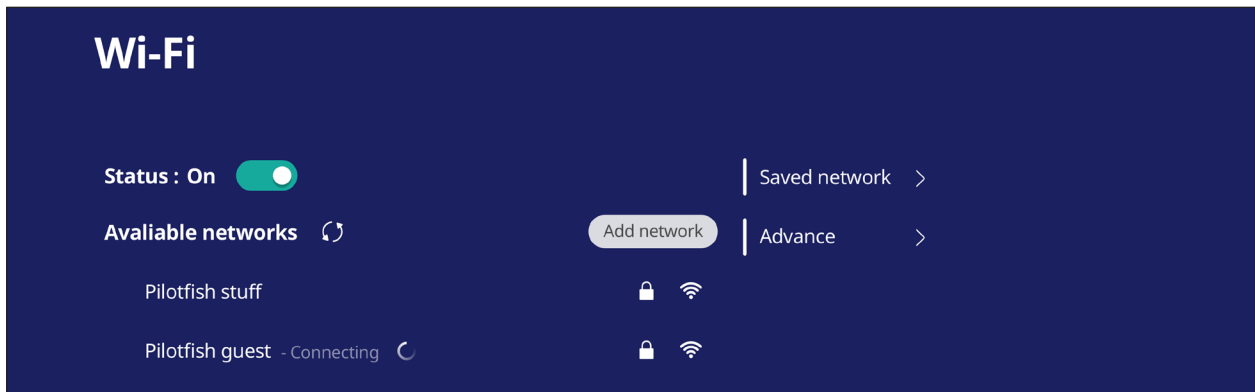 Wi-Fi
Status : On
Saved network
Avaliable networks
Add network
Advance
Pilotfish stuff
Pilotfish guest - Connecting